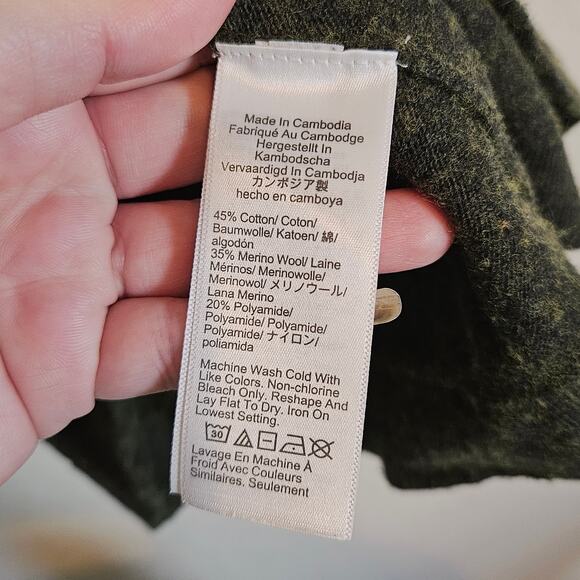 Made In Cambodia
Fabriqué Au Cambodge
Hergestellt In
Kambodscha
Vervaardigd In Cambodja
カンボジア製
hecho en camboya
45% Cotton/ Coton/
Baumwolle/ Katoen/ 綿/
algodón
35% Merino Wool/ Laine
Mérinos/ Merinowolle/
Merinowol/ メリノウール/
Lana Merino
20% Polyamide/
Polyamide/ Polyamide/
Polyamide/ ナイロン/
poliamida
Machine Wash Cold With
Like Colors. Non-chlorine
Bleach Only. Reshape And
Lay Flat To Dry. Iron On
Lowest Setting.
30
Lavage En Machine À
Froid Avec Couleurs
Similaires. Seulement